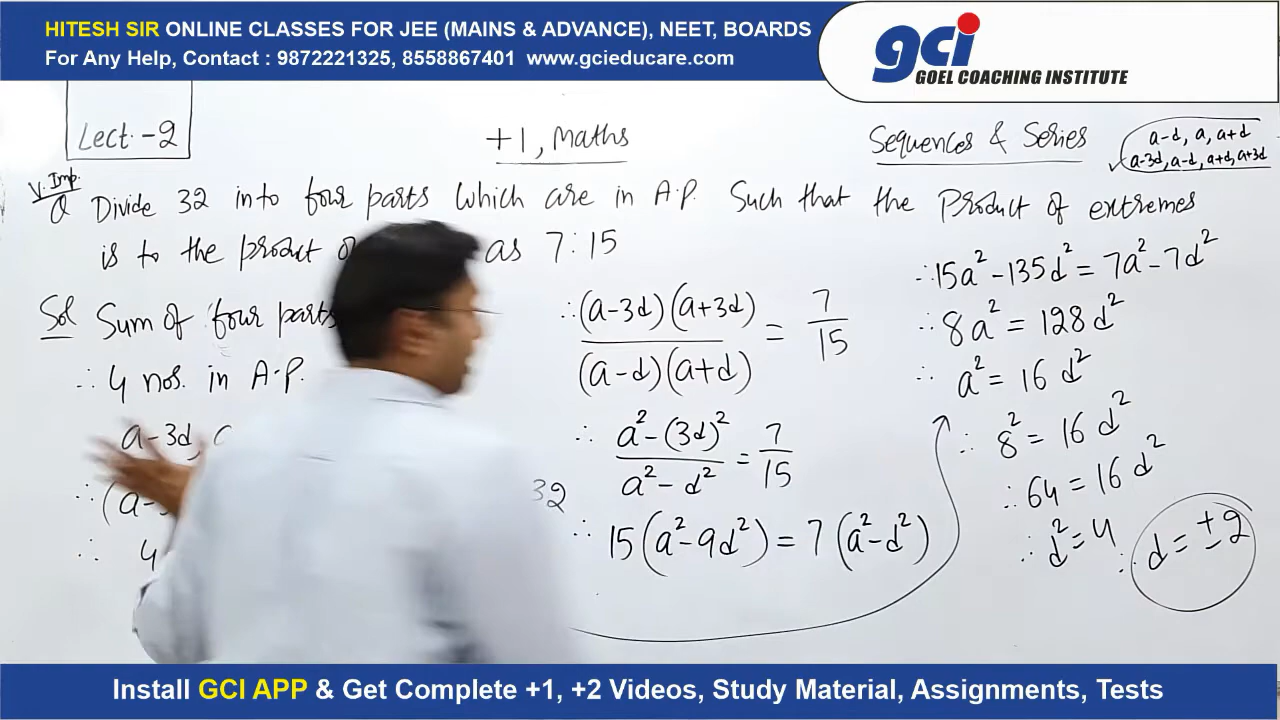 HITESH SIR ONLINE CLASSES FOR JEE (MAINS & ADVANCE), NEET, BOARDS
For Any Help, Contact : 9872221325, 8558867401 www.gcieducare.com
gci
GOEL COACHING INSTITUTE
Lect. -2
+1, Maths
Sequences & Series
a-d, a, a+d
a-3d, a-d, a+d, a+3d
V. Imp.
Q Divide 32 into four parts which are in A.P. Such that the Product of extremes
is to the product as 7:15
Sol Sum of four parts
∴ 4 nos. in A.P.
a-3d,
∴ (a-
∴ 4
32
∴ (a-3d)(a+3d) / (a-d)(a+d) = 7/15
∴ a²-(3d)² / a²-d² = 7/15
∴ 15(a²-9d²) = 7(a²-d²)
∴ 15a²-135d² = 7a²-7d²
∴ 8a² = 128d²
∴ a² = 16d²
∴ 8² = 16d²
∴ 64 = 16d²
∴ d² = 4 ∴ d = ±2
Install GCI APP & Get Complete +1, +2 Videos, Study Material, Assignments, Tests